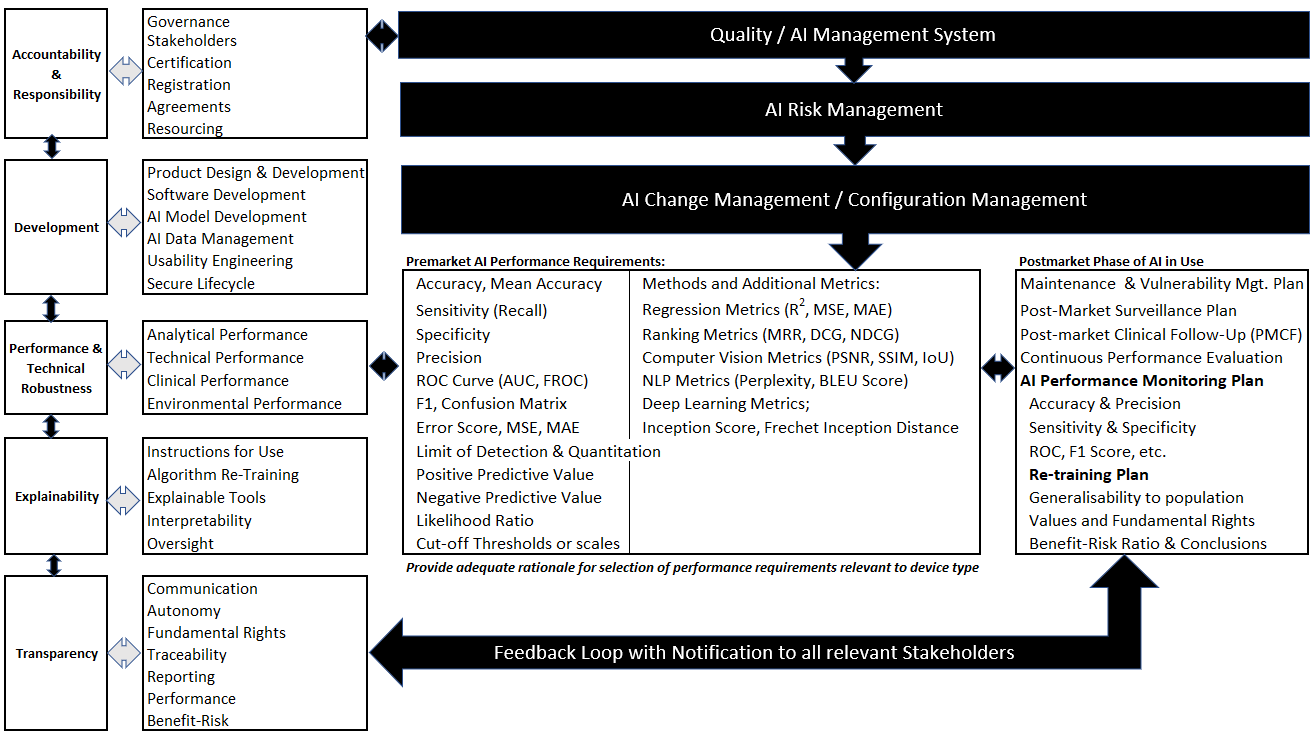 Accountability
&
Responsibility
Governance
Stakeholders
Certification
Registration
Agreements
Resourcing
Quality / AI Management System
AI Risk Management
AI Change Management / Configuration Management
Development
Product Design & Development
Software Development
AI Model Development
AI Data Management
Usability Engineering
Secure Lifecycle
Performance &
Technical
Robustness
Analytical Performance
Technical Performance
Clinical Performance
Environmental Performance
Explainability
Instructions for Use
Algorithm Re-Training
Explainable Tools
Interpretability
Oversight
Transparency
Communication
Autonomy
Fundamental Rights
Traceability
Reporting
Performance
Benefit-Risk
Premarket AI Performance Requirements:
Accuracy, Mean Accuracy
Sensitivity (Recall)
Specificity
Precision
ROC Curve (AUC, FROC)
F1, Confusion Matrix
Error Score, MSE, MAE
Limit of Detection & Quantitation
Positive Predictive Value
Negative Predictive Value
Likelihood Ratio
Cut-off Thresholds or scales
Methods and Additional Metrics:
Regression Metrics (R², MSE, MAE)
Ranking Metrics (MRR, DCG, NDCG)
Computer Vision Metrics (PSNR, SSIM, IoU)
NLP Metrics (Perplexity, BLEU Score)
Deep Learning Metrics;
Inception Score, Frechet Inception Distance
Provide adequate rationale for selection of performance requirements relevant to device type
Postmarket Phase of AI in Use
Maintenance & Vulnerability Mgt. Plan
Post-Market Surveillance Plan
Post-market Clinical Follow-Up (PMCF)
Continuous Performance Evaluation
AI Performance Monitoring Plan
Accuracy & Precision
Sensitivity & Specificity
ROC, F1 Score, etc.
Re-training Plan
Generalisability to population
Values and Fundamental Rights
Benefit-Risk Ratio & Conclusions
Feedback Loop with Notification to all relevant Stakeholders